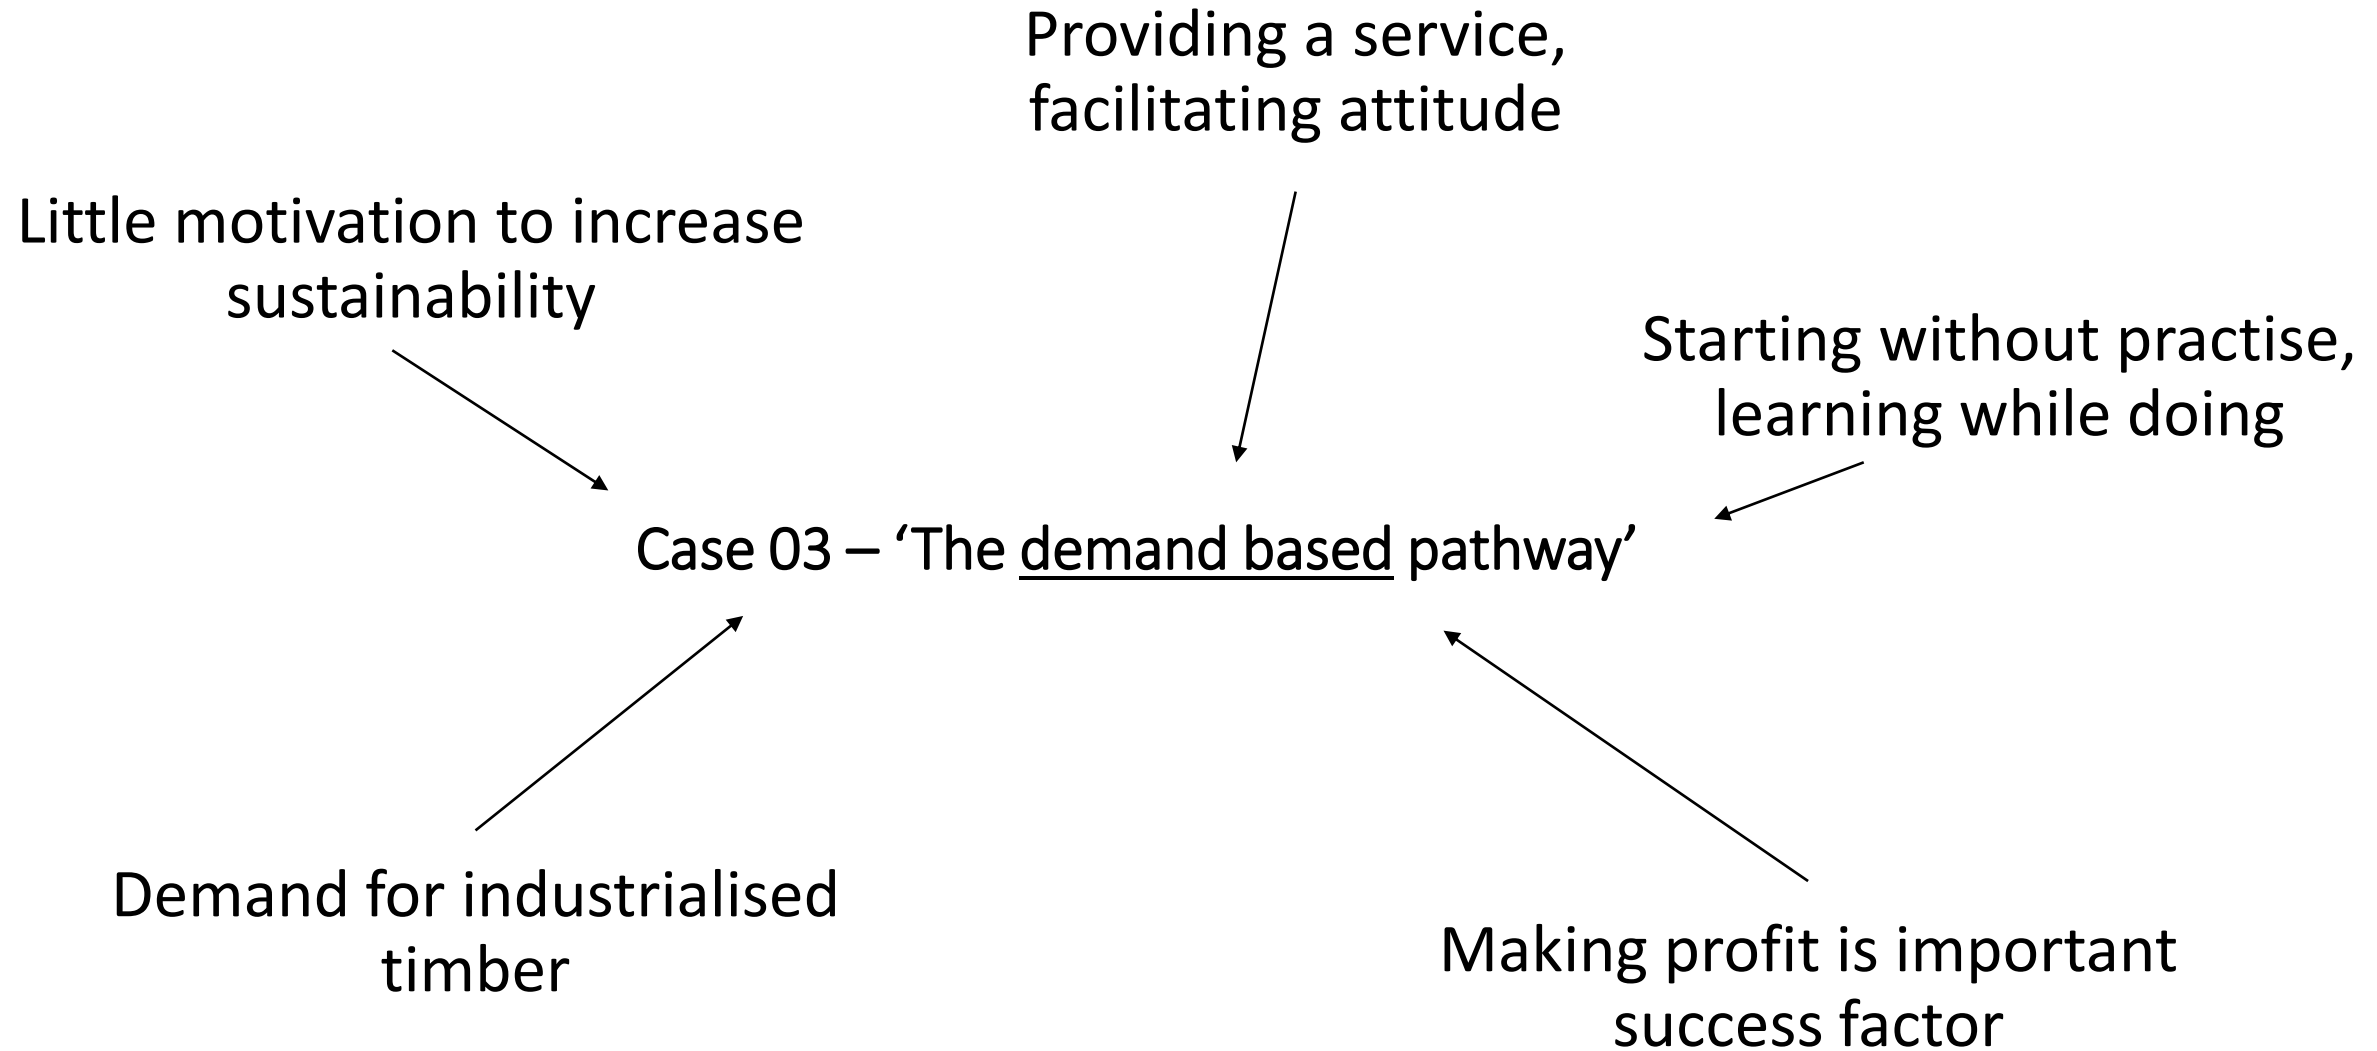 Providing a service,
facilitating attitude
Little motivation to increase
sustainability
Starting without practise,
learning while doing
Case 03 – ‘The demand based pathway’
Demand for industrialised
timber
Making profit is important
success factor